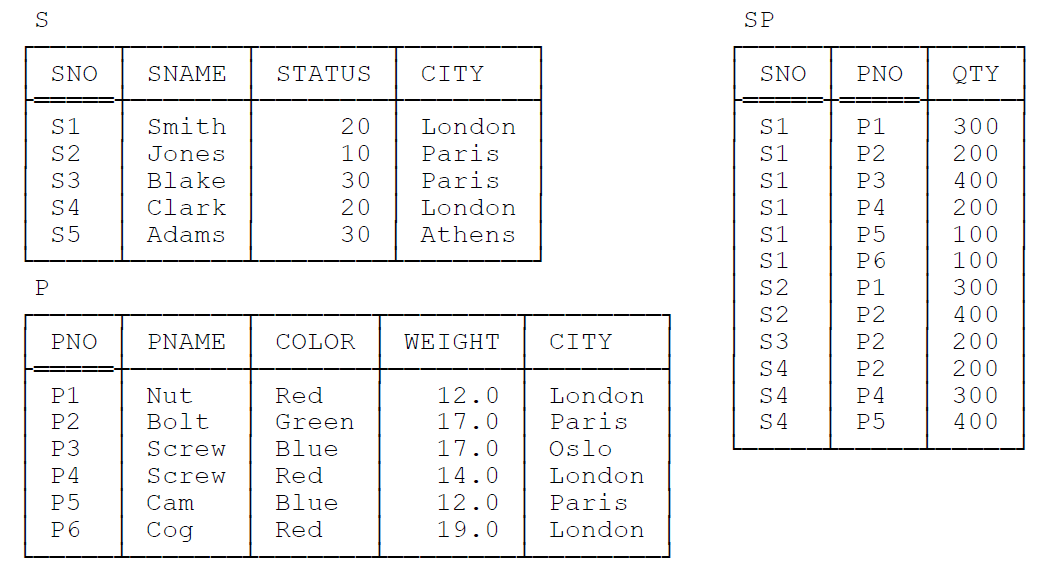 S
SNO SNAME STATUS CITY
S1 Smith 20 London
S2 Jones 10 Paris
S3 Blake 30 Paris
S4 Clark 20 London
S5 Adams 30 Athens
P
PNO PNAME COLOR WEIGHT CITY
P1 Nut Red 12.0 London
P2 Bolt Green 17.0 Paris
P3 Screw Blue 17.0 Oslo
P4 Screw Red 14.0 London
P5 Cam Blue 12.0 Paris
P6 Cog Red 19.0 London
SP
SNO PNO QTY
S1 P1 300
S1 P2 200
S1 P3 400
S1 P4 200
S1 P5 100
S1 P6 100
S2 P1 300
S2 P2 400
S3 P2 200
S4 P2 200
S4 P4 300
S4 P5 400